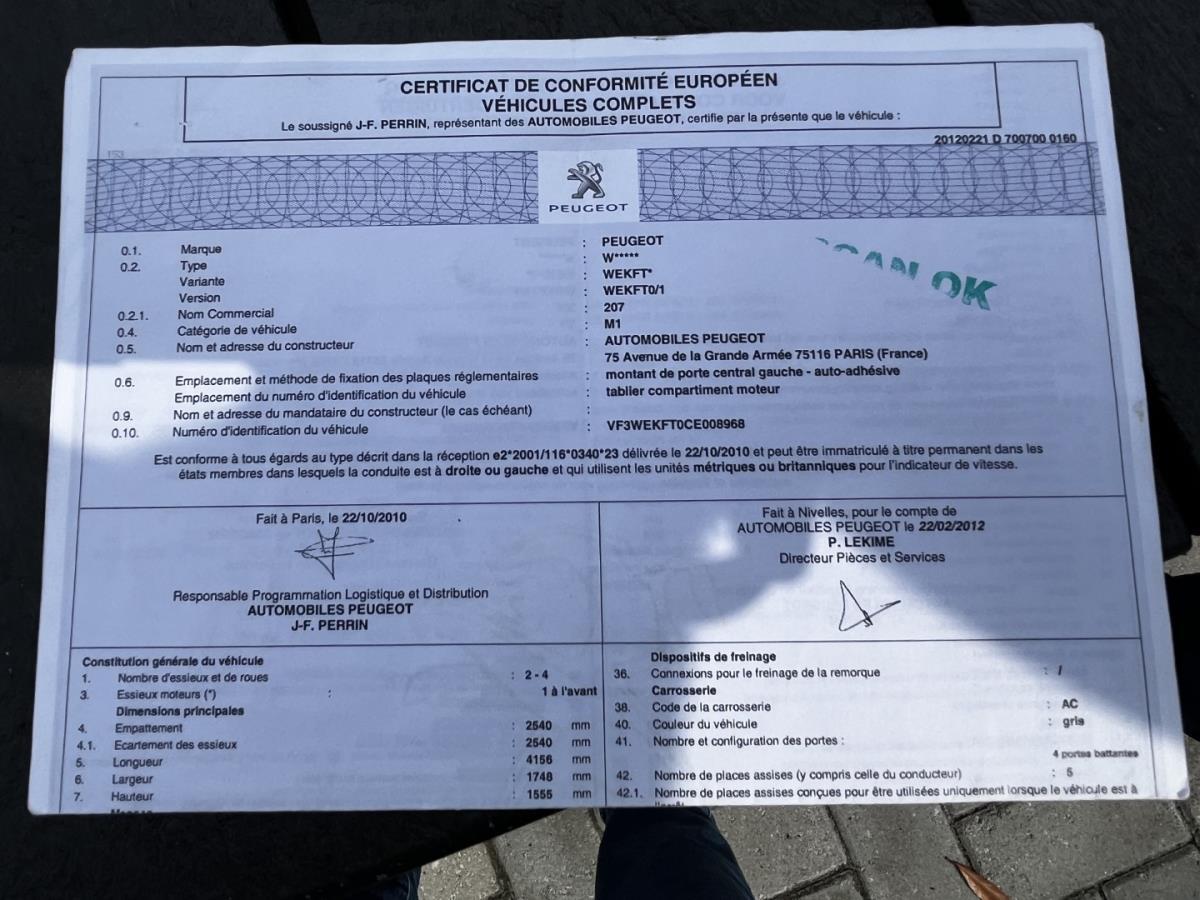 CERTIFICAT DE CONFORMITÉ EUROPÉEN
VÉHICULES COMPLETS
Le soussigné J-F. PERRIN, représentant des AUTOMOBILES PEUGEOT, certifie par la présente que le véhicule :
20120221 D 700700 0160
153
PEUGEOT
0.1. Marque : PEUGEOT
0.2. Type : W*****
Variante : WEKFT*
Version : WEKFT0/1
0.2.1. Nom Commercial : 207
0.4. Catégorie de véhicule : M1
0.5. Nom et adresse du constructeur : AUTOMOBILES PEUGEOT
75 Avenue de la Grande Armée 75116 PARIS (France)
0.6. Emplacement et méthode de fixation des plaques réglementaires : montant de porte central gauche - auto-adhésive
Emplacement du numéro d'identification du véhicule : tablier compartiment moteur
0.9. Nom et adresse du mandataire du constructeur (le cas échéant) :
0.10. Numéro d'identification du véhicule : VF3WEKFT0CE008968
SCAN OK
Est conforme à tous égards au type décrit dans la réception e2*2001/116*0340*23 délivrée le 22/10/2010 et peut être immatriculé à titre permanent dans les
états membres dans lesquels la conduite est à droite ou gauche et qui utilisent les unités métriques ou britanniques pour l'indicateur de vitesse.
Fait à Paris, le 22/10/2010
Responsable Programmation Logistique et Distribution
AUTOMOBILES PEUGEOT
J-F. PERRIN
Fait à Nivelles, pour le compte de
AUTOMOBILES PEUGEOT le 22/02/2012
P. LEKIME
Directeur Pièces et Services
Constitution générale du véhicule
1. Nombre d'essieux et de roues : 2 - 4
3. Essieux moteurs (*) : 1 à l'avant
Dimensions principales
4. Empattement : 2540 mm
4.1. Ecartement des essieux : 2540 mm
5. Longueur : 4156 mm
6. Largeur : 1748 mm
7. Hauteur : 1555 mm
Dispositifs de freinage
36. Connexions pour le freinage de la remorque : /
Carrosserie
38. Code de la carrosserie : AC
40. Couleur du véhicule : gris
41. Nombre et configuration des portes :
4 portes battantes
42. Nombre de places assises (y compris celle du conducteur) : 5
42.1. Nombre de places assises conçues pour être utilisées uniquement lorsque le véhicule est à